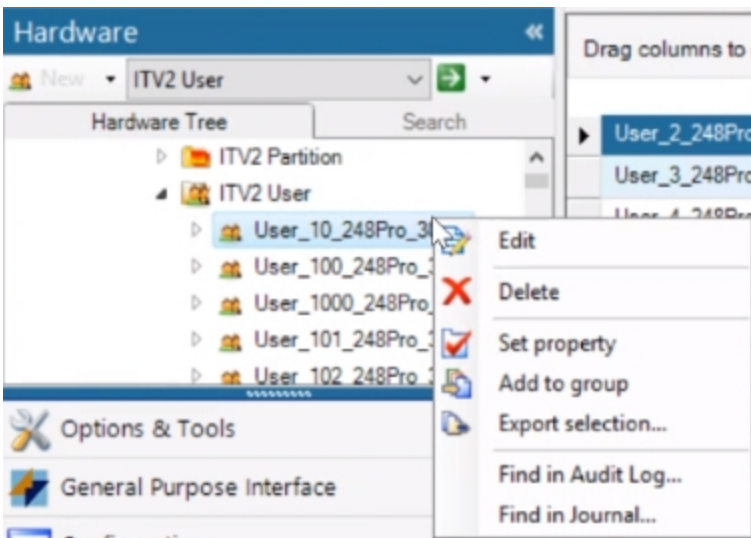 Hardware
Drag columns to
New
ITV2 User
Hardware Tree
Search
ITV2 Partition
ITV2 User
User_10_248Pro_3
User_100_248Pro_
User_1000_248Pro_
User_101_248Pro_
User_102_248Pro
User_2_248Pro
User_3_248Pro
User_4_248Pro
Edit
Delete
Set property
Add to group
Export selection...
Find in Audit Log...
Find in Journal...
Options & Tools
General Purpose Interface